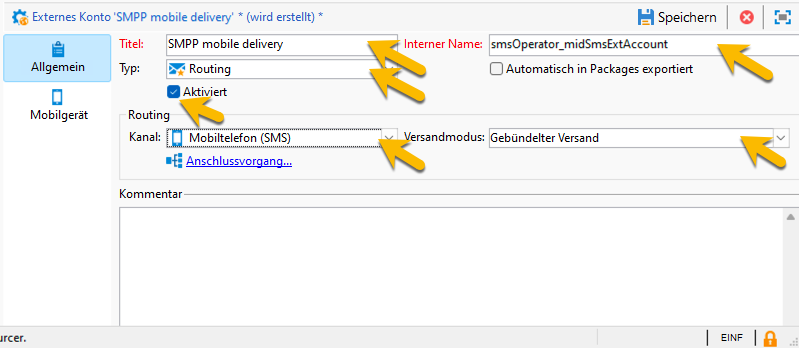 Externes Konto 'SMPP mobile delivery' * (wird erstellt) *
Speichern
Allgemein
Mobilgerät
Titel: SMPP mobile delivery Interner Name: smsOperator_midSmsExtAccount
Typ: Routing Automatisch in Packages exportiert
Aktiviert
Routing
Kanal: Mobiltelefon (SMS) Versandmodus: Gebündelter Versand
Anschlussvorgang...
Kommentar
urcer.
EINF